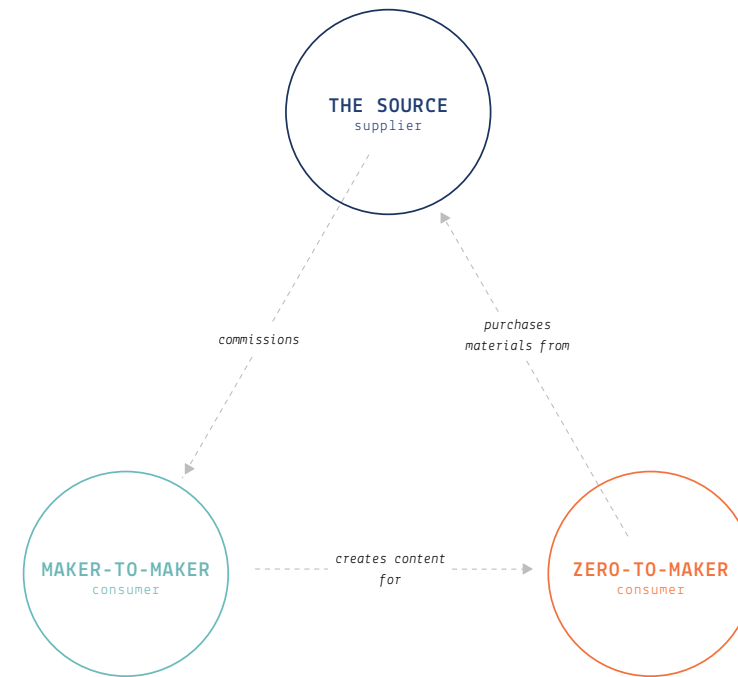 THE SOURCE
supplier
commissions
purchases
materials from
creates content
for
MAKER-TO-MAKER
consumer
ZERO-TO-MAKER
consumer